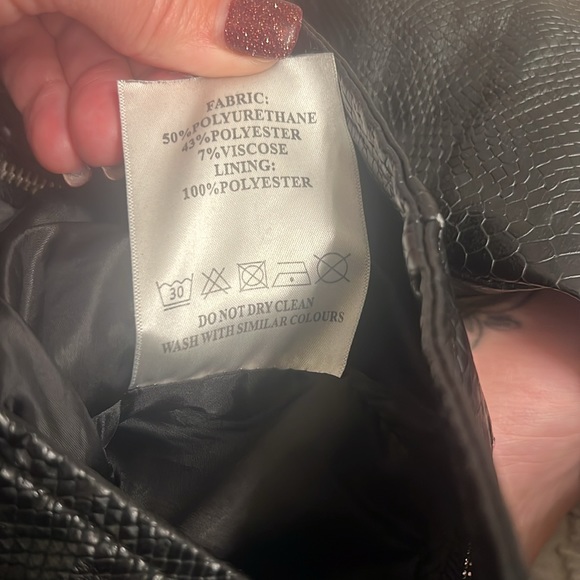 FABRIC:
50%POLYURETHANE
43%POLYESTER
7%VISCOSE
LINING:
100%POLYESTER
30
DO NOT DRY CLEAN
WASH WITH SIMILAR COLOURS